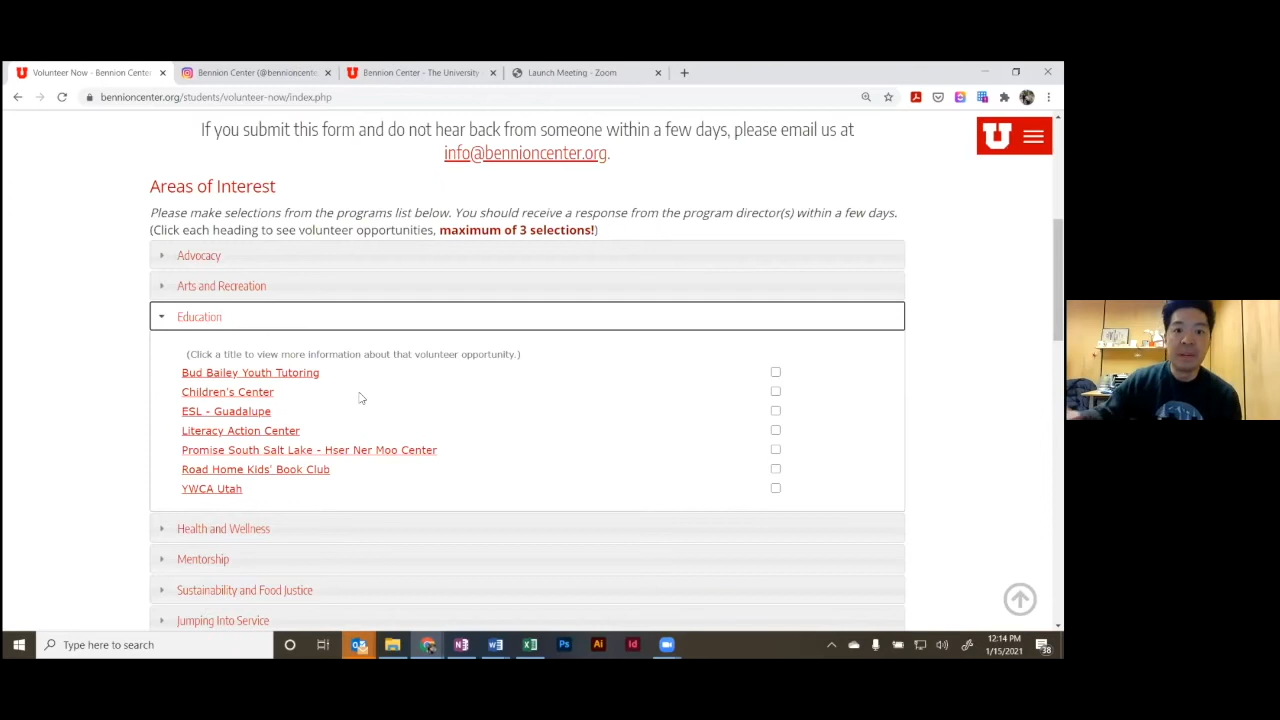 Volunteer Now - Bennion Center
Bennion Center (@bennioncente
Bennion Center - The University
Launch Meeting - Zoom
bennioncenter.org/students/volunteer-now/index.php
If you submit this form and do not hear back from someone within a few days, please email us at
info@bennioncenter.org.
U
Areas of Interest
Please make selections from the programs list below. You should receive a response from the program director(s) within a few days.
(Click each heading to see volunteer opportunities, maximum of 3 selections!)
Advocacy
Arts and Recreation
Education
(Click a title to view more information about that volunteer opportunity.)
Bud Bailey Youth Tutoring
Children's Center
ESL - Guadalupe
Literacy Action Center
Promise South Salt Lake - Hser Ner Moo Center
Road Home Kids' Book Club
YWCA Utah
Health and Wellness
Mentorship
Sustainability and Food Justice
Jumping Into Service
Type here to search
Ps
Ai
Id
12:14 PM
1/15/2021
38